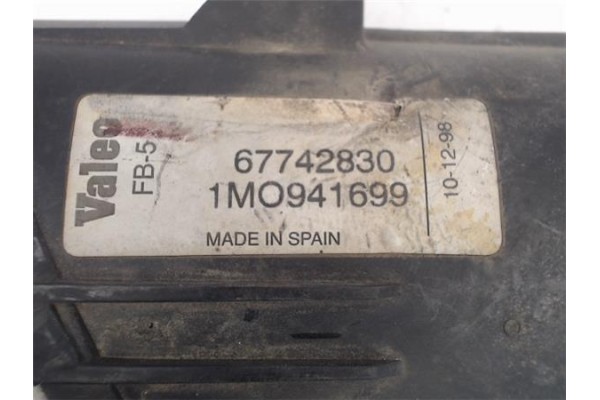 Valeo
FB-5
67742830
1MO941699
MADE IN SPAIN
10-12-98